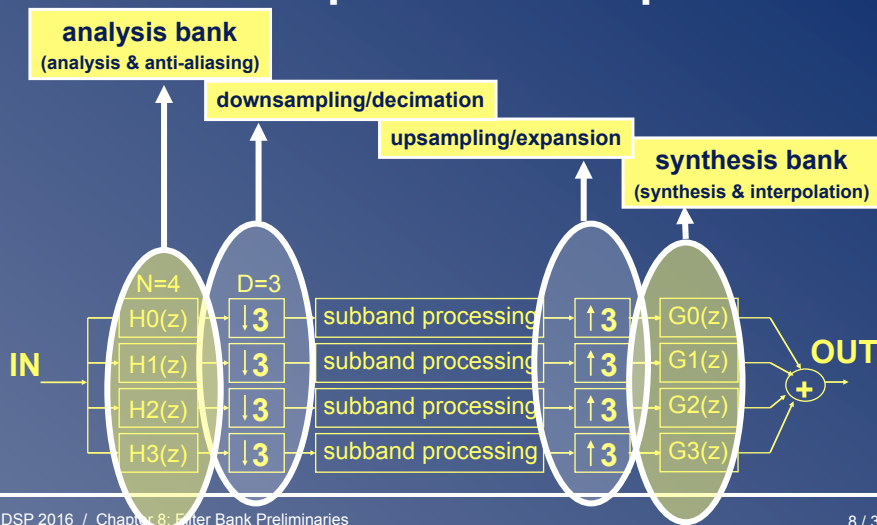 analysis bank
(analysis & anti-aliasing)
downsampling/decimation
upsampling/expansion
synthesis bank
(synthesis & interpolation)
N=4 D=3
H0(z) ↓3 subband processing ↑3 G0(z)
IN H1(z) ↓3 subband processing ↑3 G1(z) OUT
H2(z) ↓3 subband processing ↑3 G2(z) +
H3(z) ↓3 subband processing ↑3 G3(z)
DSP 2016 / Chapter 8: Filter Bank Preliminaries 8 / 3